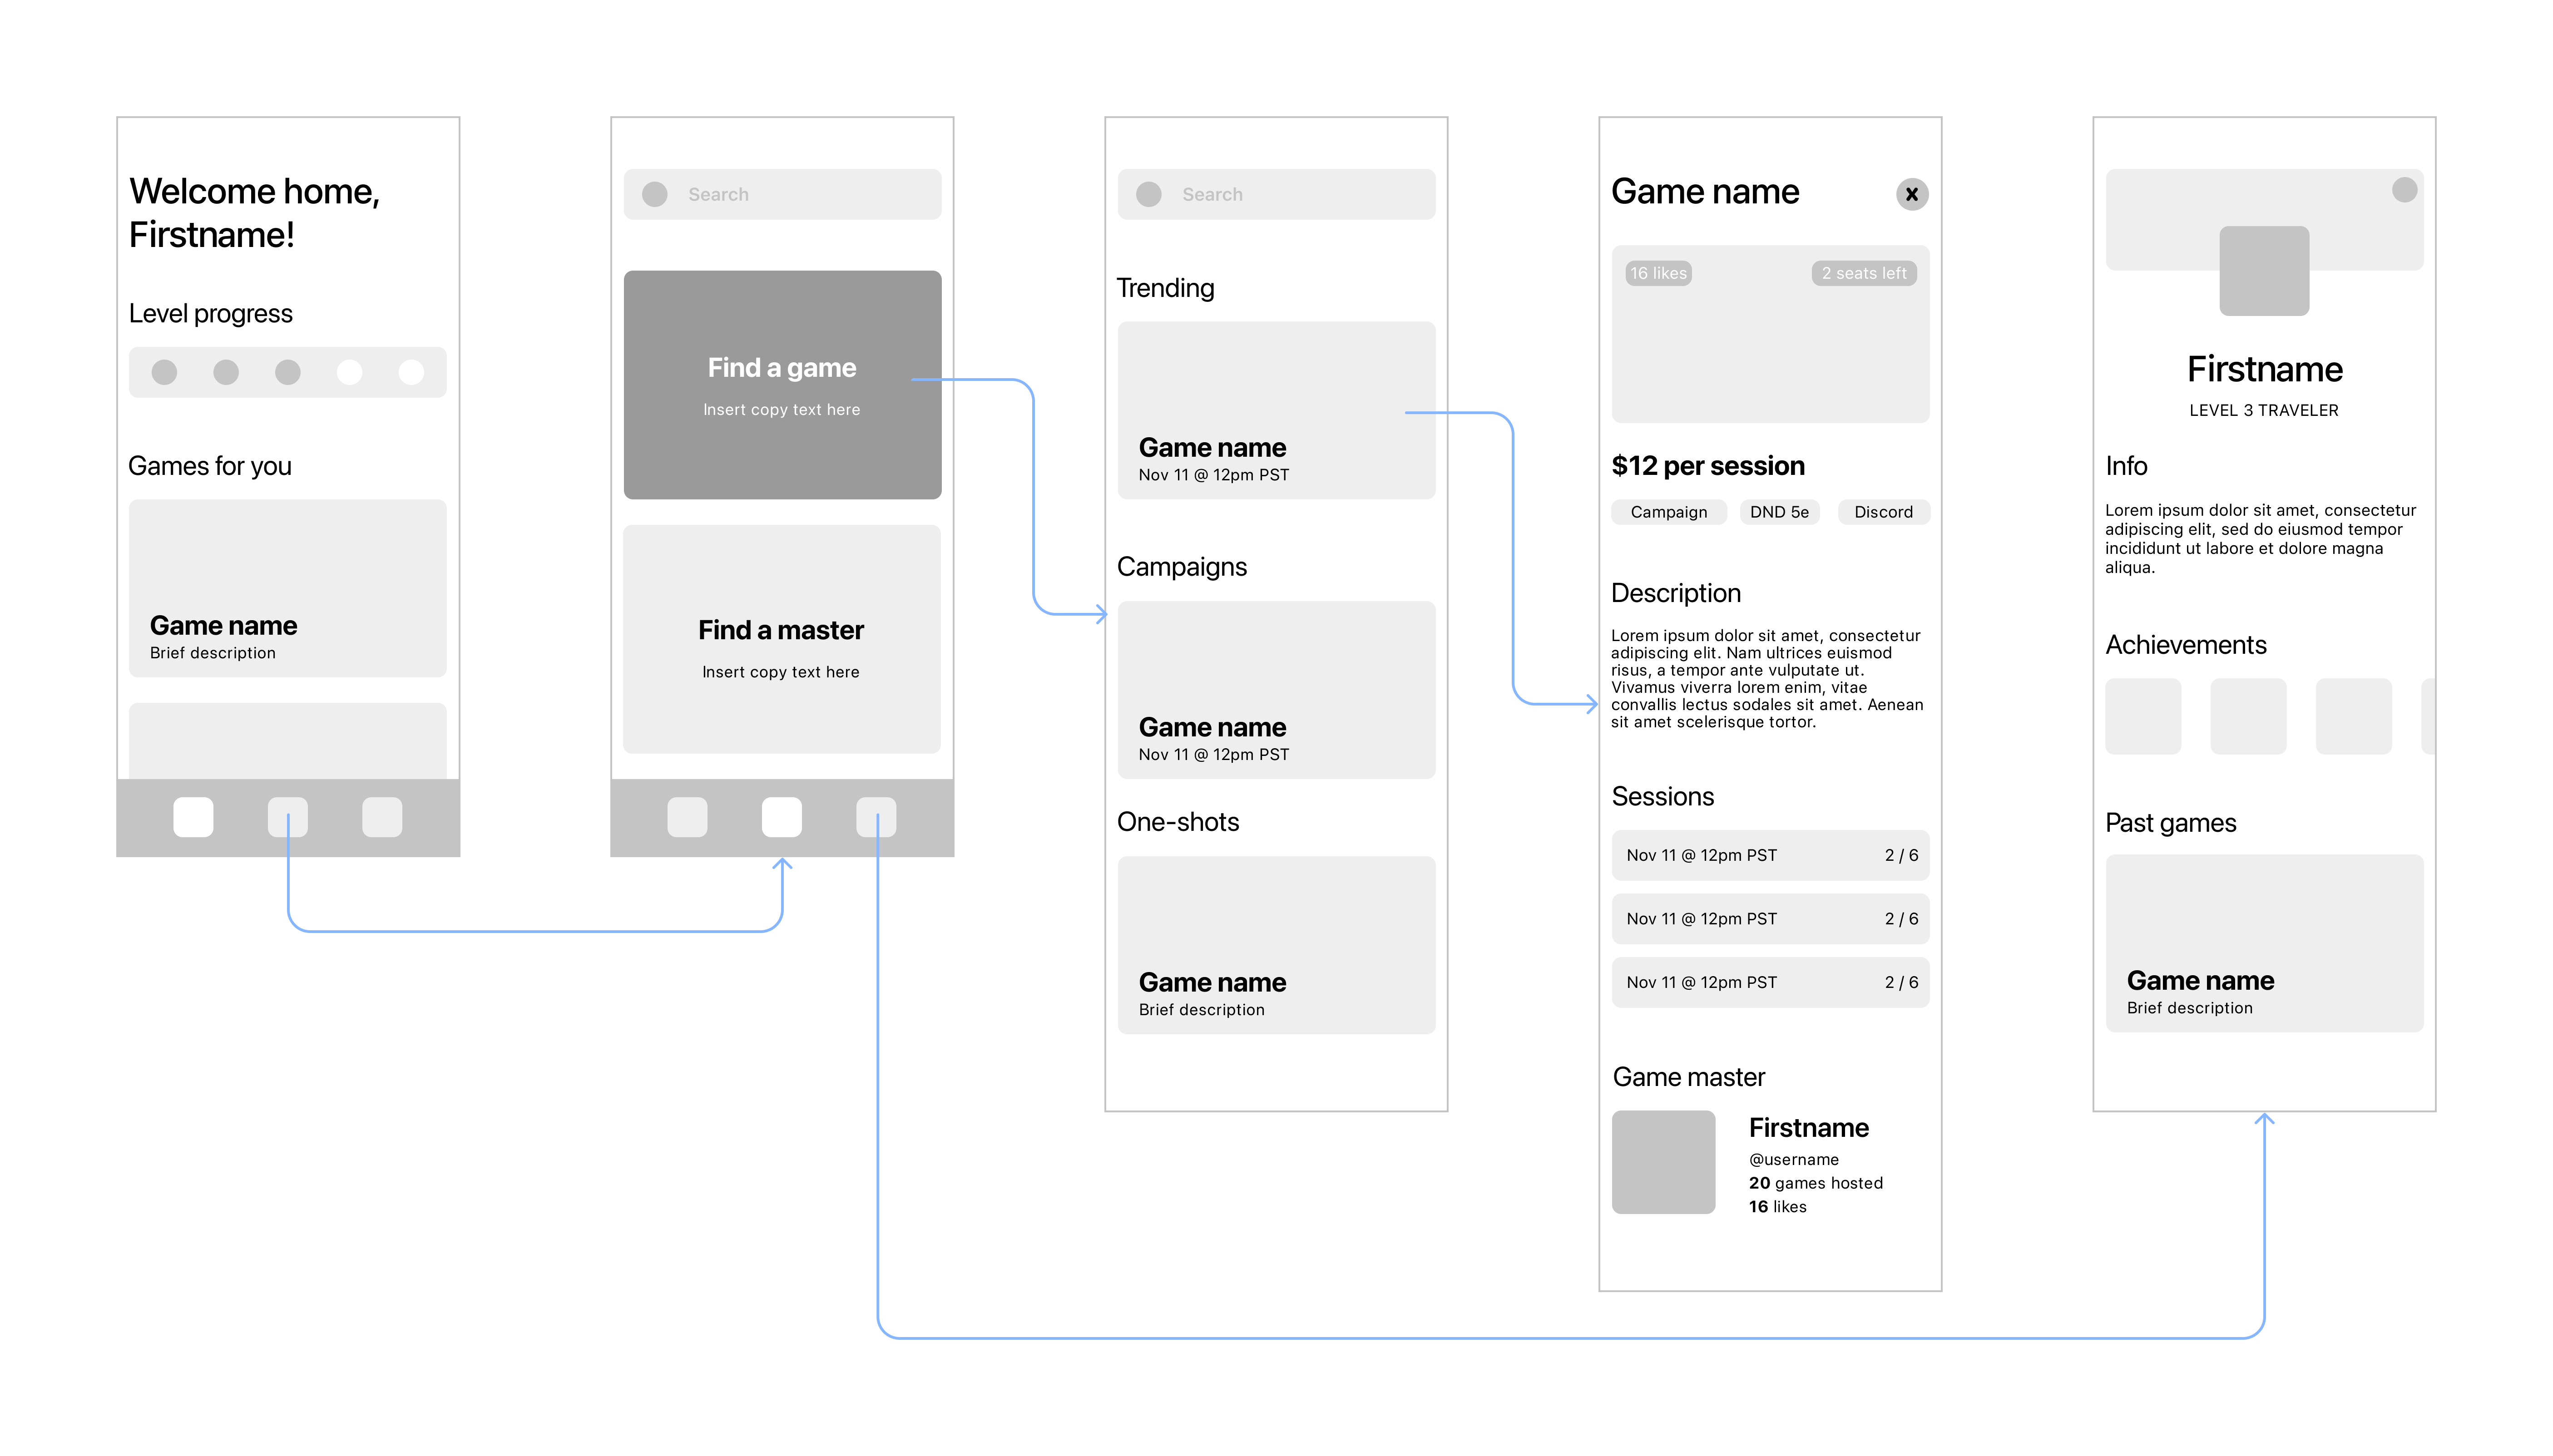 Welcome home,
Firstname!
Level progress
Games for you
Game name
Brief description
Search
Find a game
Insert copy text here
Find a master
Insert copy text here
Search
Trending
Game name
Nov 11 @ 12pm PST
Campaigns
Game name
Nov 11 @ 12pm PST
One-shots
Game name
Brief description
Game name
X
16 likes
2 seats left
$12 per session
Campaign
DND 5e
Discord
Description
Lorem ipsum dolor sit amet, consectetur
adipiscing elit. Nam ultrices euismod
risus, a tempor ante vulputate ut.
Vivamus viverra lorem enim, vitae
convallis lectus sodales sit amet. Aenean
sit amet scelerisque tortor.
Sessions
Nov 11 @ 12pm PST 2 / 6
Nov 11 @ 12pm PST 2 / 6
Nov 11 @ 12pm PST 2 / 6
Game master
Firstname
@username
20 games hosted
16 likes
Firstname
LEVEL 3 TRAVELER
Info
Lorem ipsum dolor sit amet, consectetur
adipiscing elit, sed do eiusmod tempor
incididunt ut labore et dolore magna
aliqua.
Achievements
Past games
Game name
Brief description